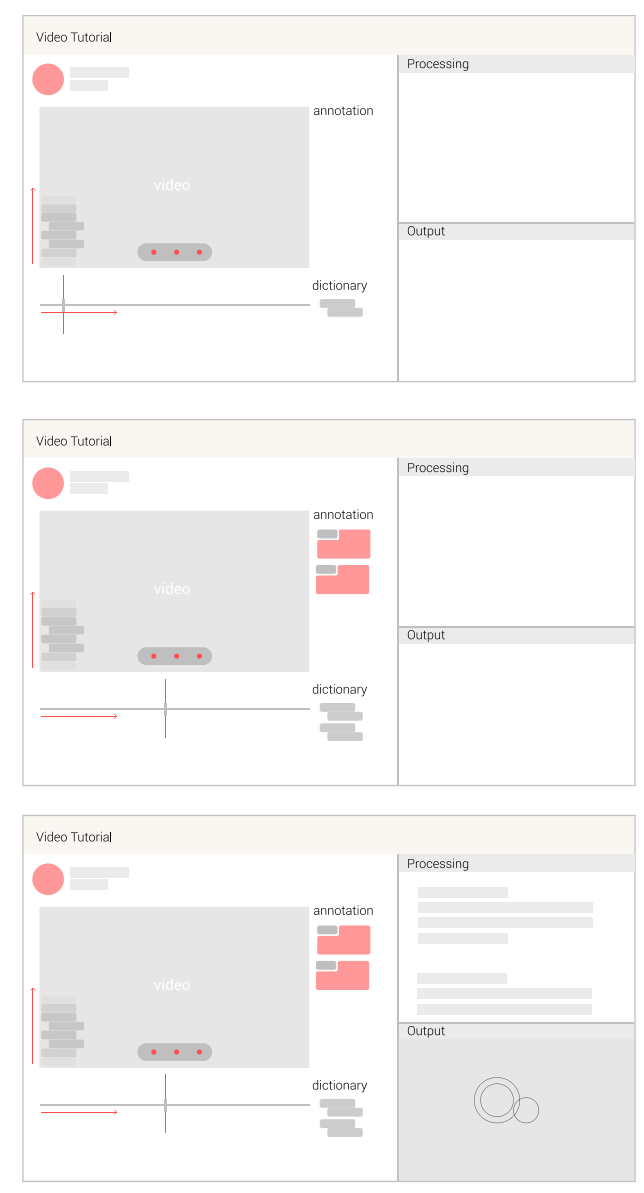 Video Tutorial
Processing
annotation
video
Output
dictionary
Video Tutorial
Processing
annotation
video
Output
dictionary
Video Tutorial
Processing
annotation
video
Output
dictionary